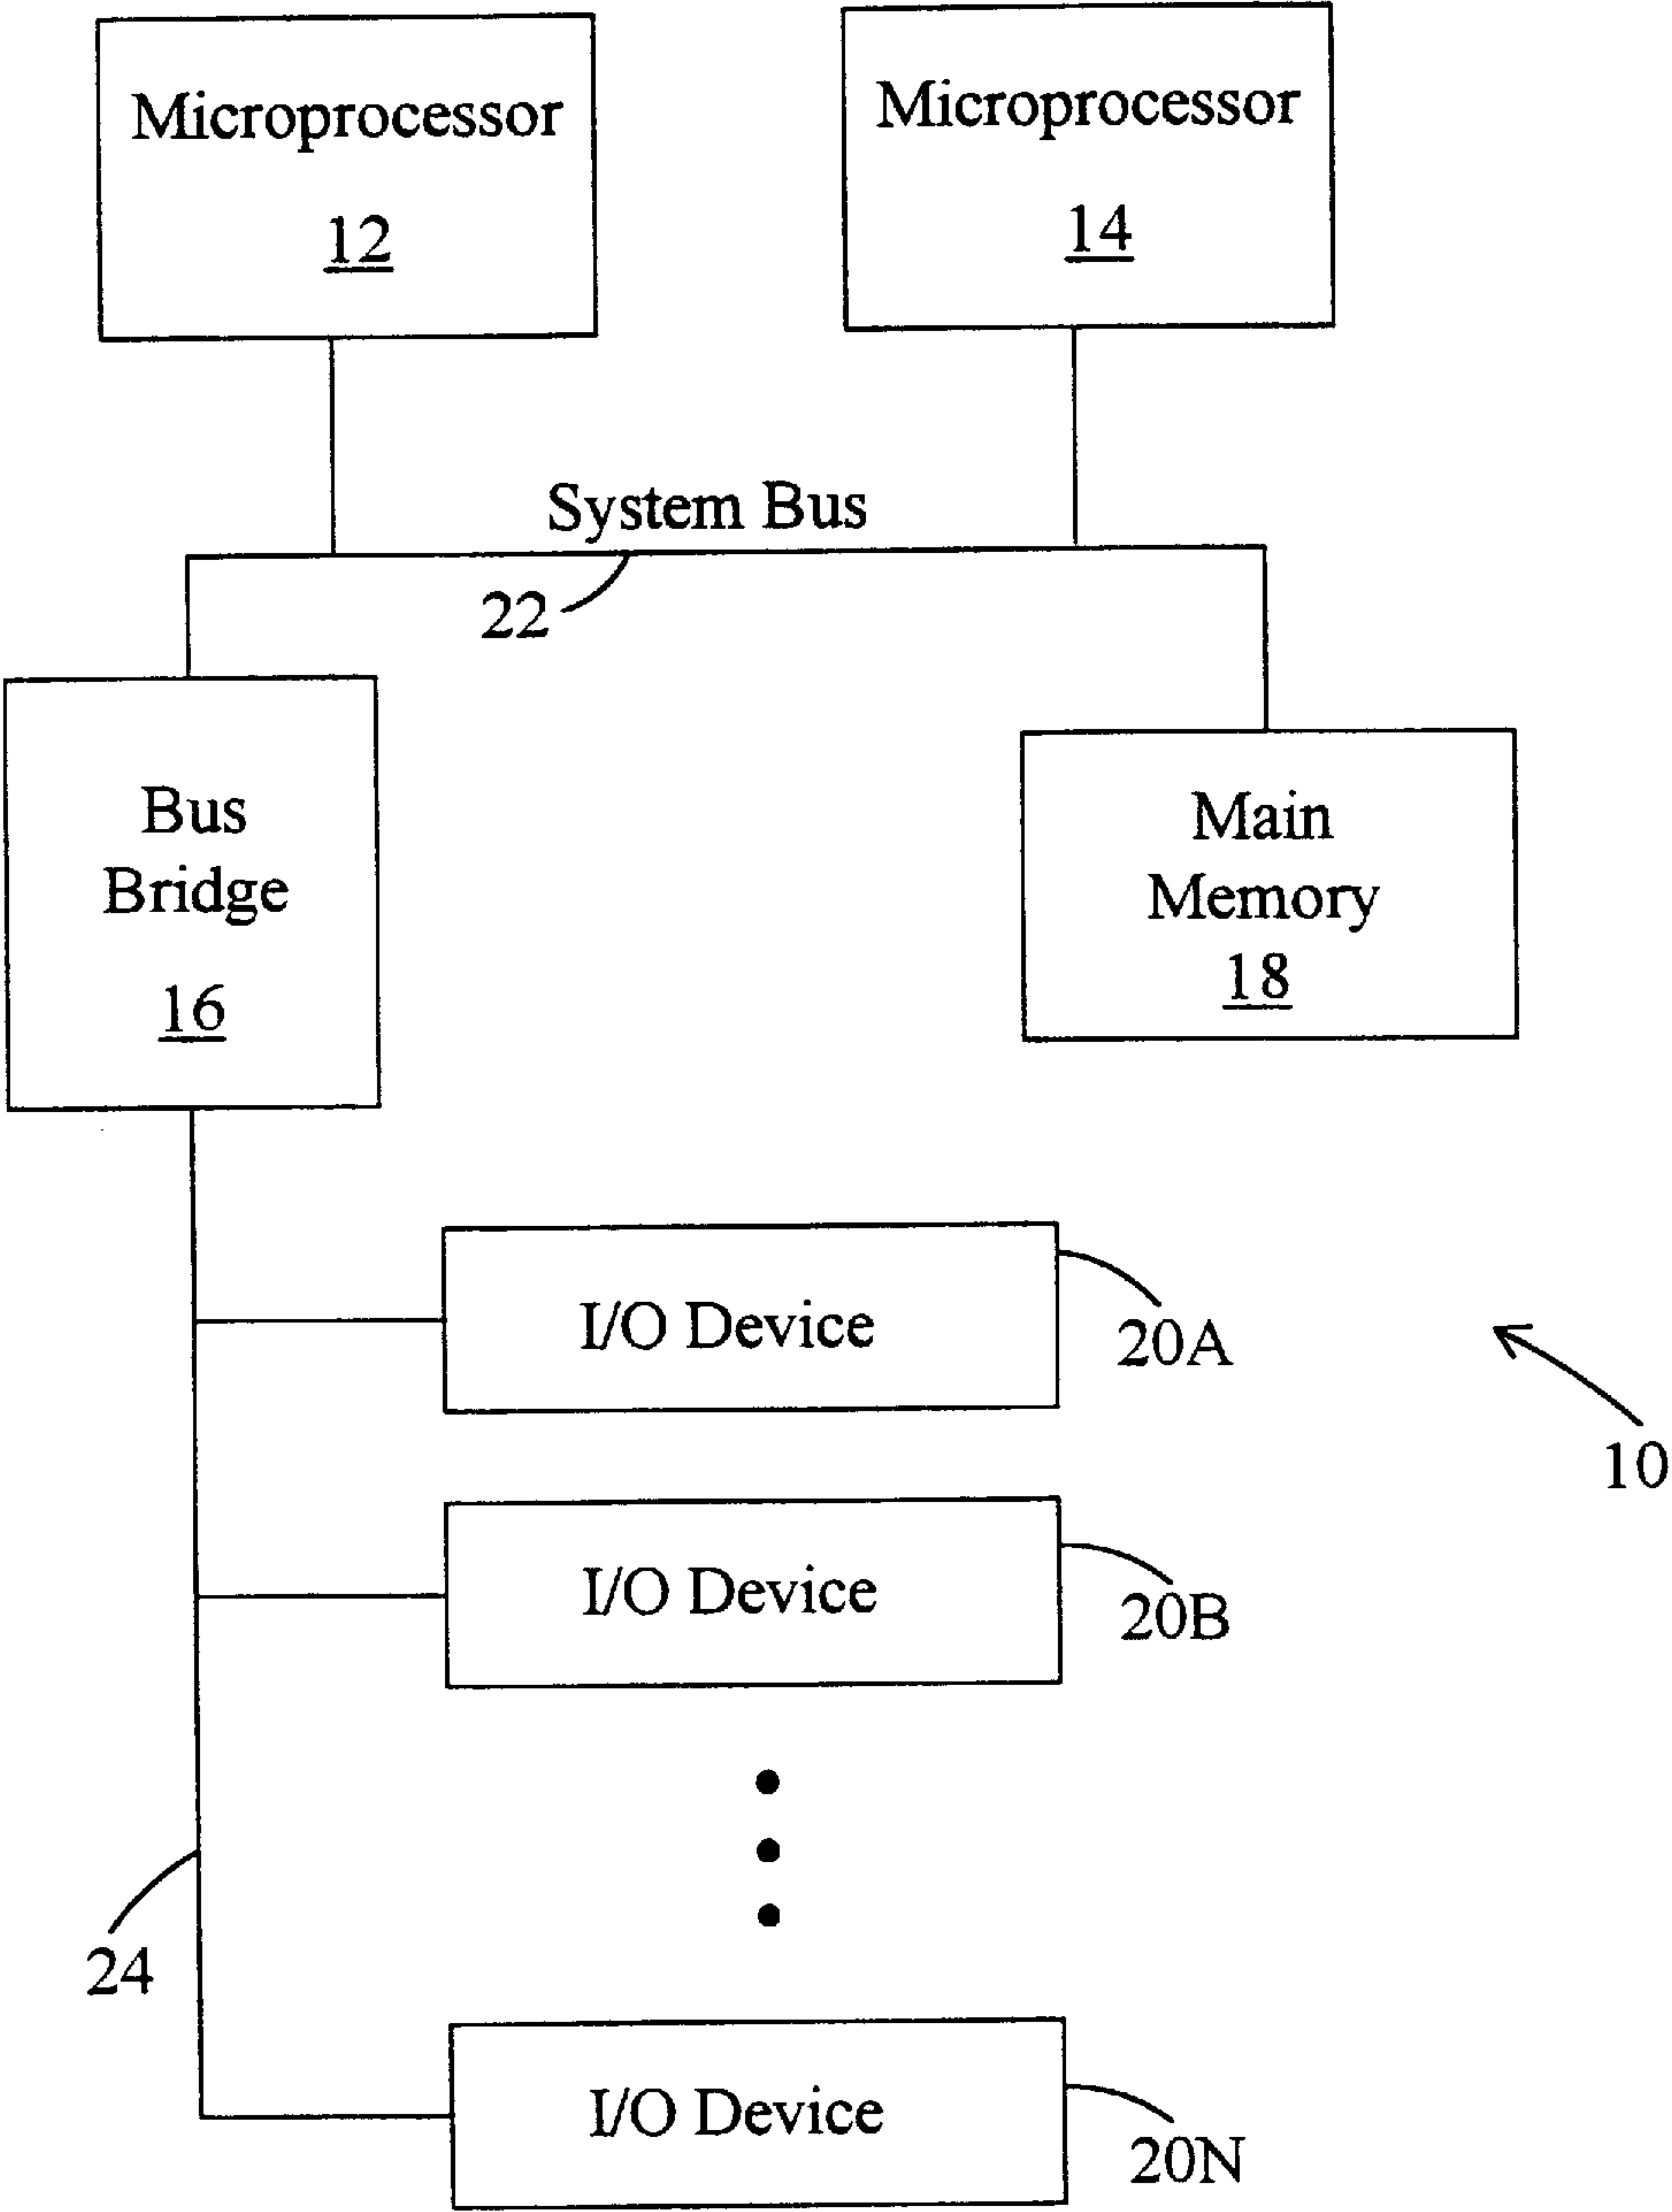 Microprocessor
12
Microprocessor
14
System Bus
22
Bus
Bridge
16
Main
Memory
18
I/O Device
20A
10
I/O Device
20B
24
I/O Device
20N